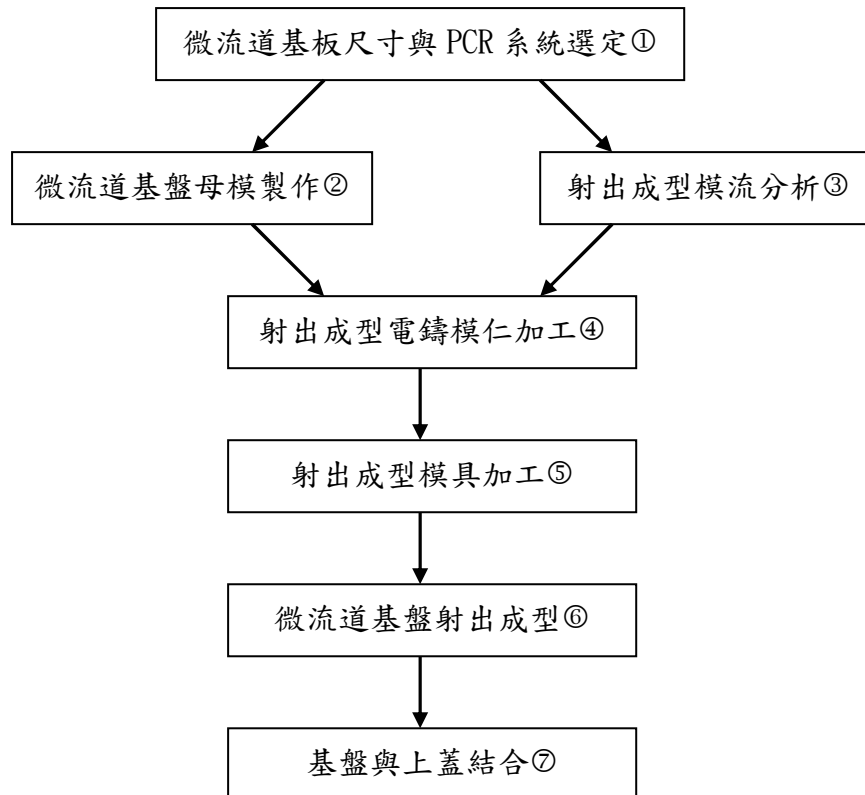 微流道基板尺寸與 PCR 系統選定①
微流道基盤母模製作②
射出成型模流分析③
射出成型電鑄模仁加工④
射出成型模具加工⑤
微流道基盤射出成型⑥
基盤與上蓋結合⑦